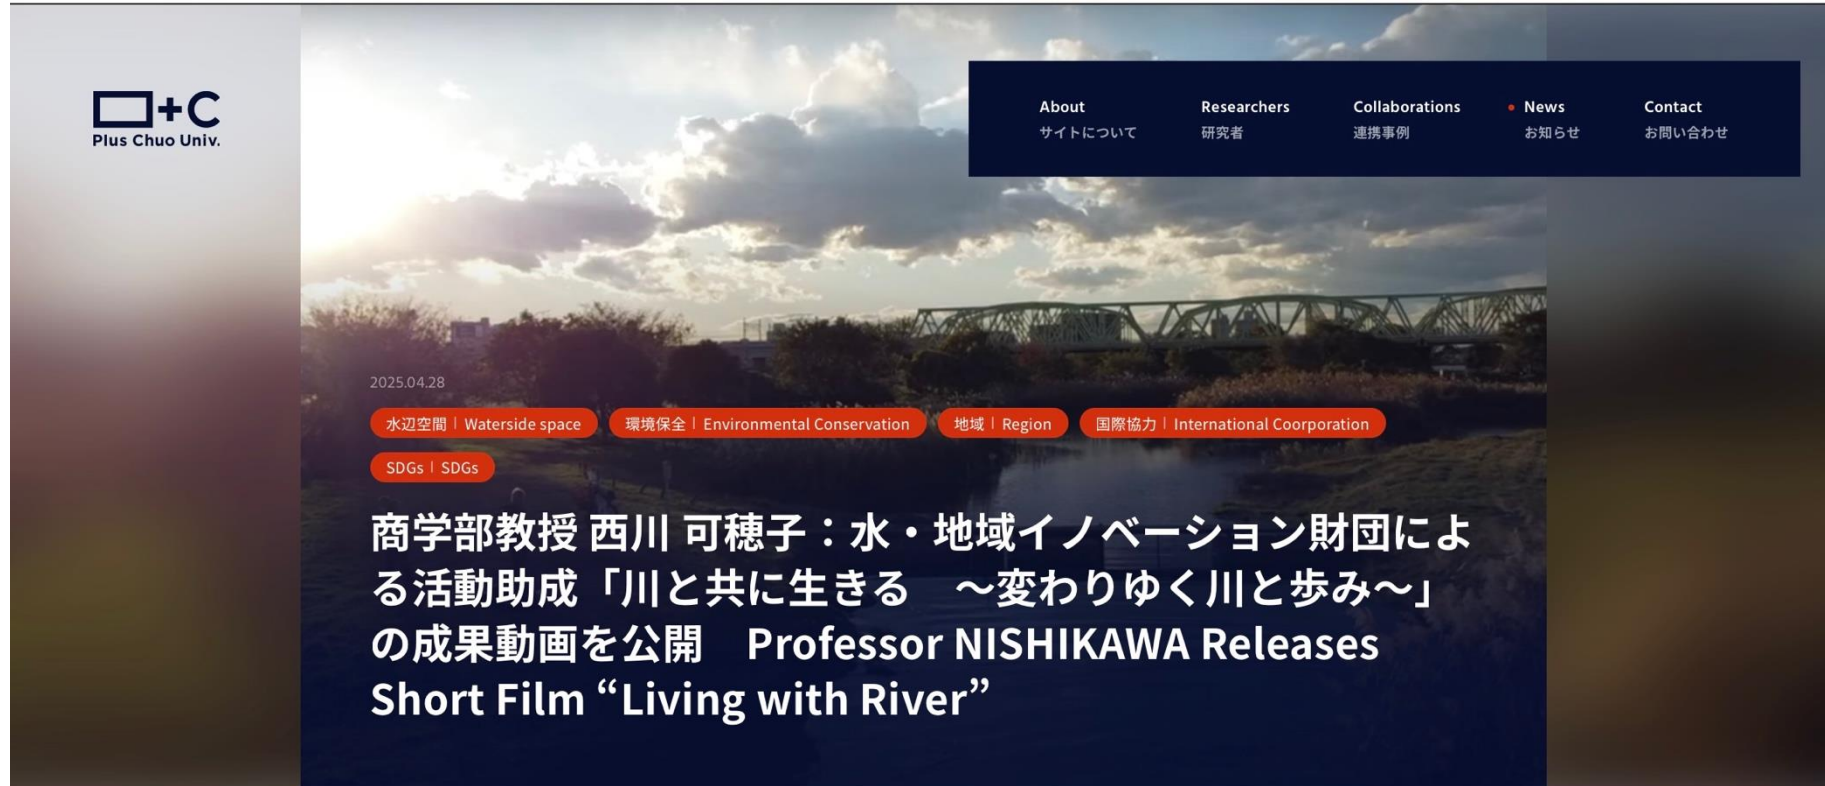 +C
Plus Chuo Univ.
About
サイトについて
Researchers
研究者
Collaborations
連携事例
News
お知らせ
Contact
お問い合わせ
2025.04.28
水辺空間 | Waterside space
環境保全 | Environmental Conservation
地域 | Region
国際協力 | International Coorporation
SDGs | SDGs
商学部教授 西川 可穂子：水・地域イノベーション財団によ
る活動助成「川と共に生きる　～変わりゆく川と歩み～」
の成果動画を公開　Professor NISHIKAWA Releases
Short Film “Living with River”